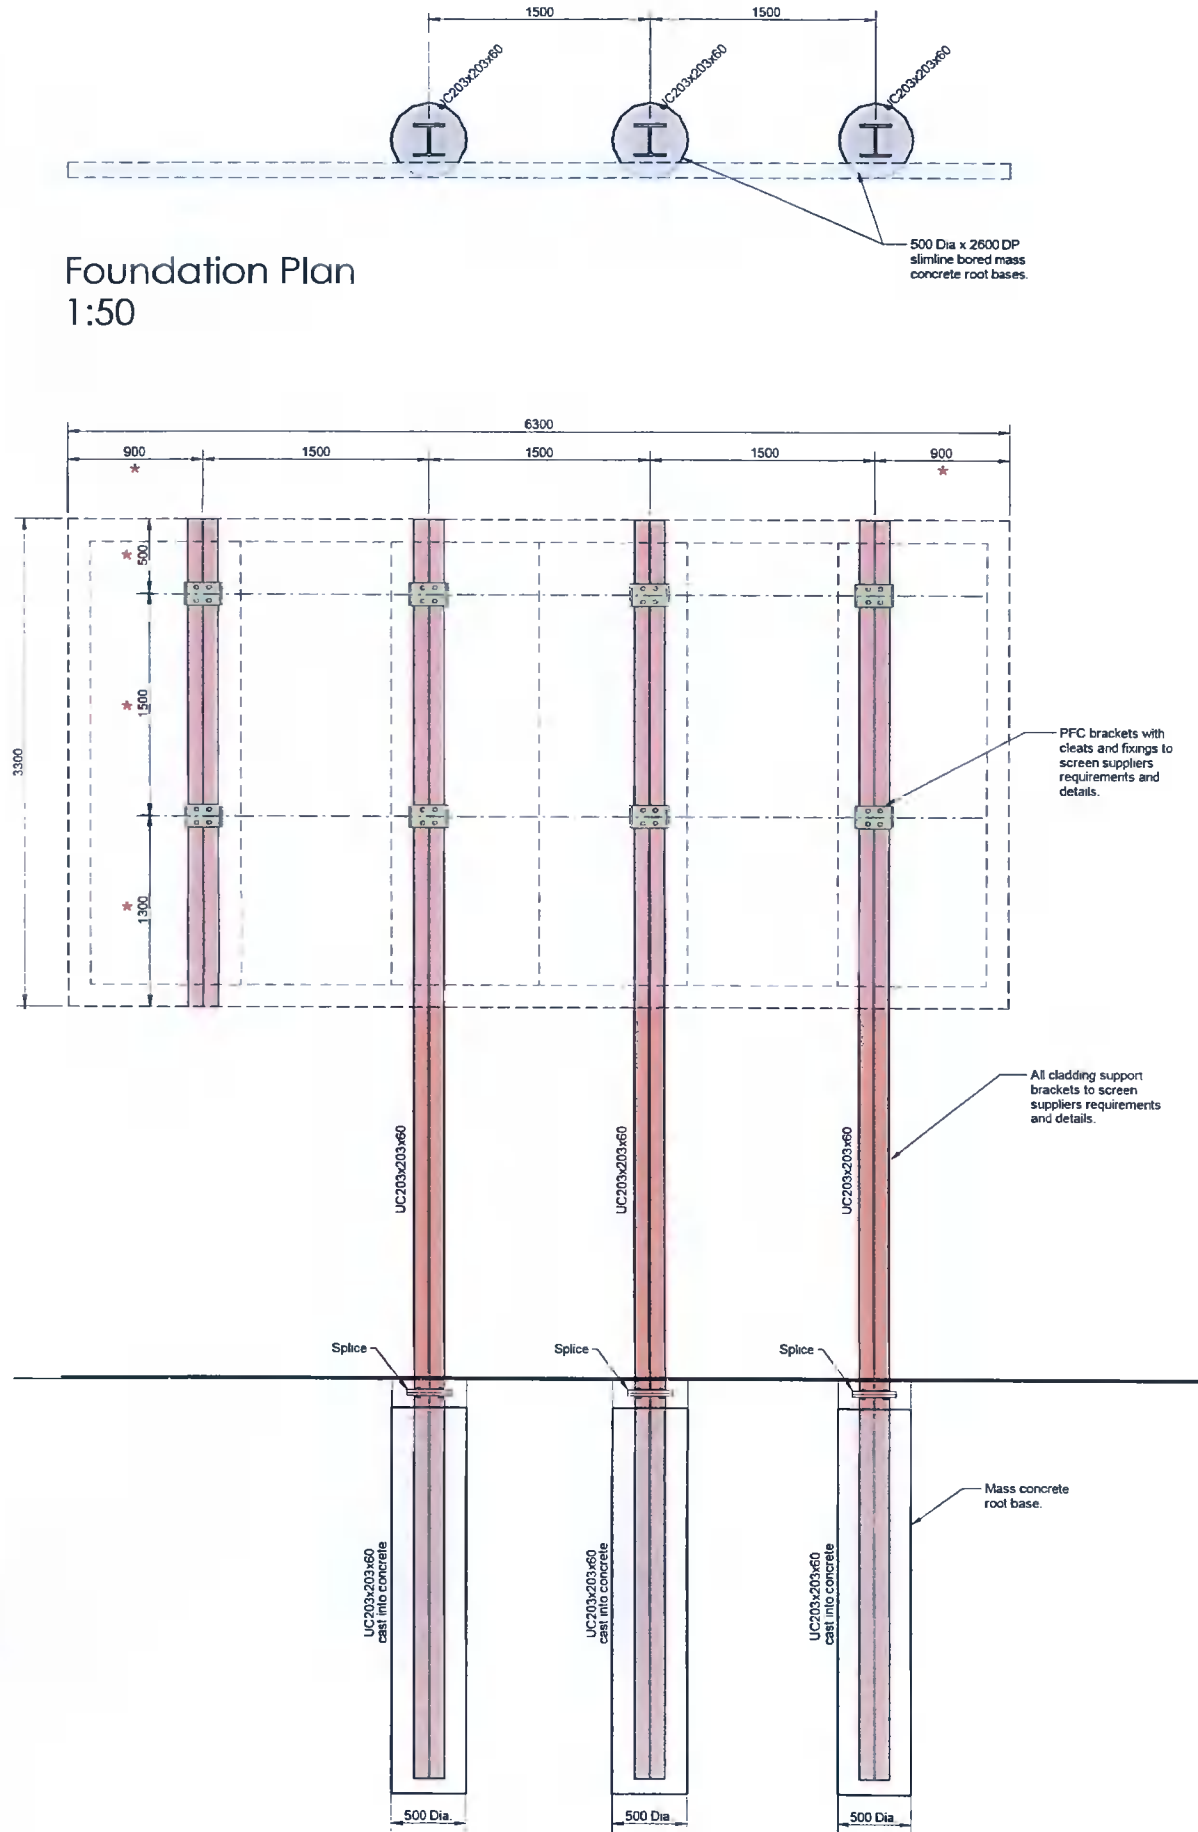 1500
1500
UC203x203x60
UC203x203x60
UC203x203x60
500 Dia x 2600 DP
slimline bored mass
concrete root bases.
Foundation Plan
1:50
6300
900
1500
1500
1500
900
*
*
3300
* 500
* 1500
* 1300
PFC brackets with
cleats and fixings to
screen suppliers
requirements and
details.
All cladding support
brackets to screen
suppliers requirements
and details.
UC203x203x60
UC203x203x60
UC203x203x60
Splice
Splice
Splice
Mass concrete
root base.
UC203x203x60
cast into concrete
UC203x203x60
cast into concrete
UC203x203x60
cast into concrete
500 Dia.
500 Dia
500 Dia.